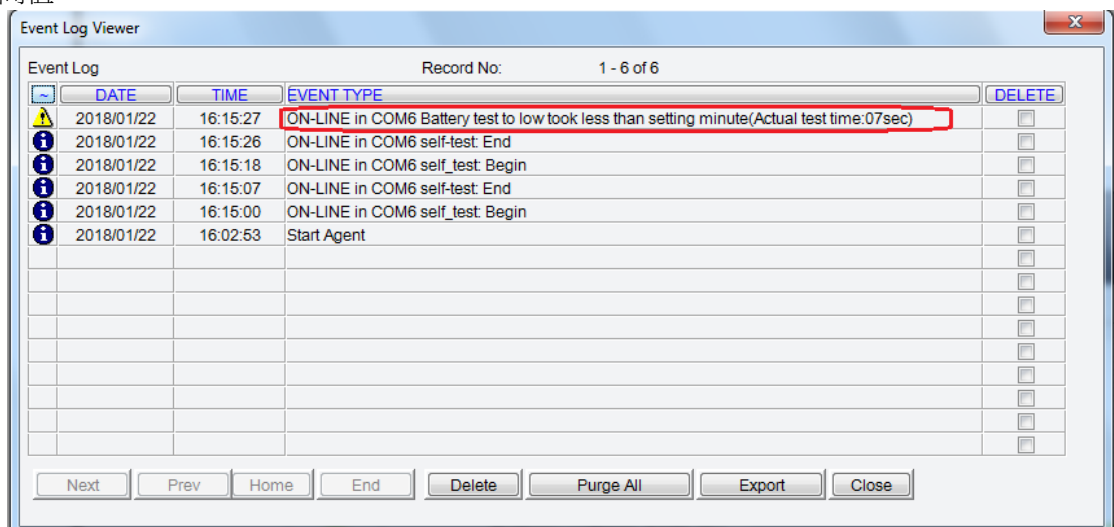 Event Log Viewer
Event Log Record No: 1 - 6 of 6
~ DATE TIME EVENT TYPE DELETE
2018/01/22 16:15:27 ON-LINE in COM6 Battery test to low took less than setting minute(Actual test time:07sec)
2018/01/22 16:15:26 ON-LINE in COM6 self-test: End
2018/01/22 16:15:18 ON-LINE in COM6 self_test: Begin
2018/01/22 16:15:07 ON-LINE in COM6 self-test: End
2018/01/22 16:15:00 ON-LINE in COM6 self_test: Begin
2018/01/22 16:02:53 Start Agent
Next Prev Home End Delete Purge All Export Close